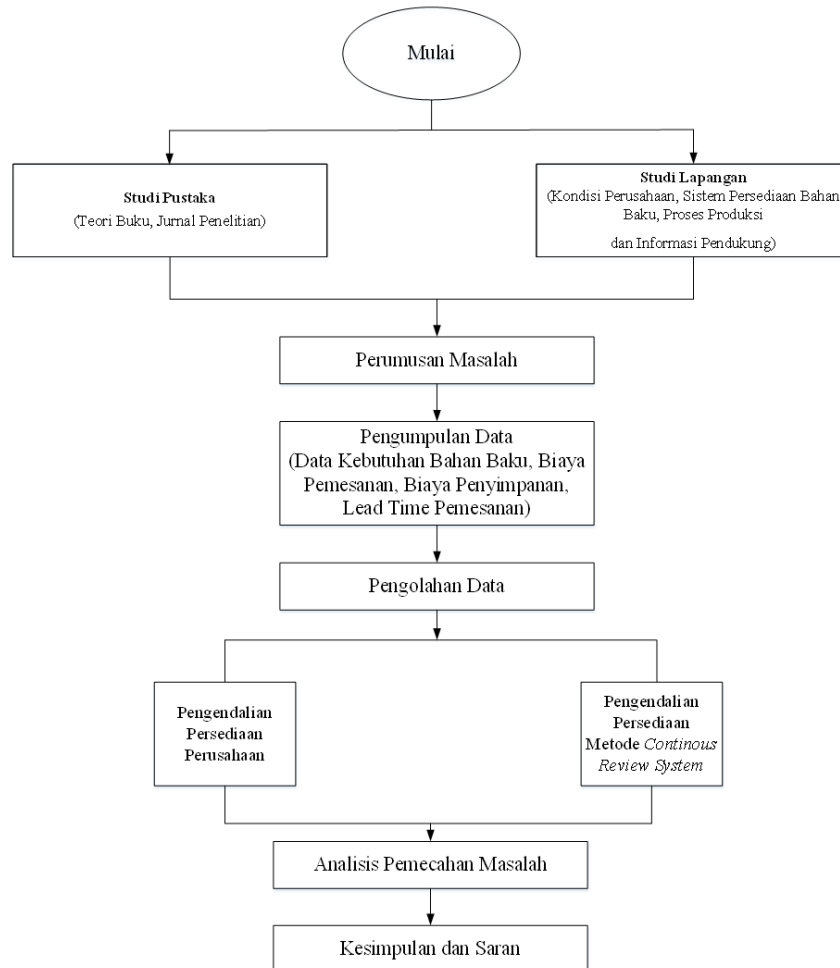 Mulai
Studi Pustaka
(Teori Buku, Jurnal Penelitian)
Studi Lapangan
(Kondisi Perusahaan, Sistem Persediaan Bahan
Baku, Proses Produksi
dan Informasi Pendukung)
Perumusan Masalah
Pengumpulan Data
(Data Kebutuhan Bahan Baku, Biaya
Pemesanan, Biaya Penyimpanan,
Lead Time Pemesanan)
Pengolahan Data
Pengendalian
Persediaan
Perusahaan
Pengendalian
Persediaan
Metode Continous
Review System
Analisis Pemecahan Masalah
Kesimpulan dan Saran